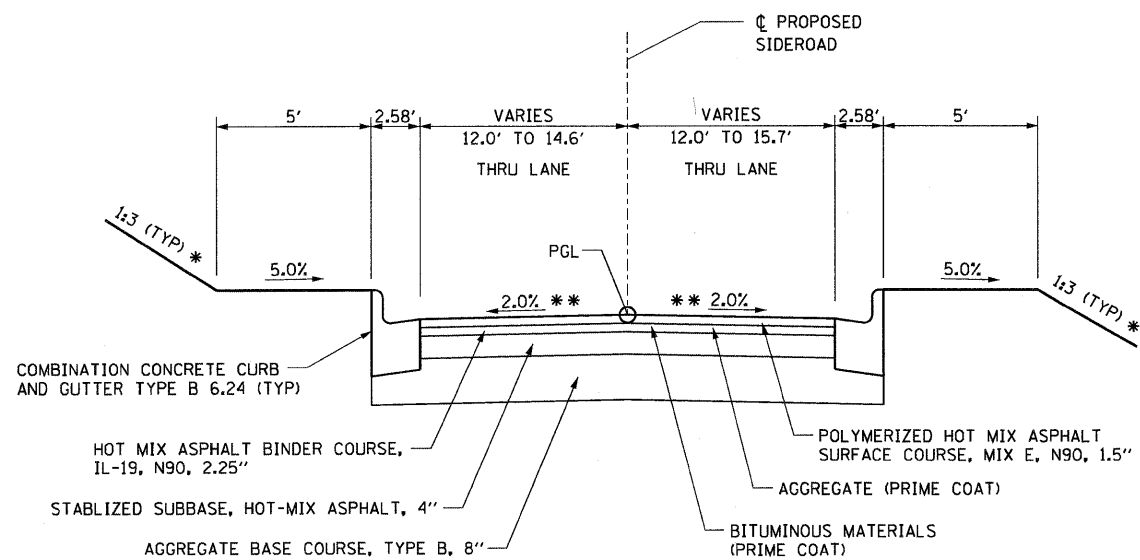 ℄ PROPOSED
SIDEROAD
5' 2.58' VARIES VARIES 2.58' 5'
12.0' TO 14.6' 12.0' TO 15.7'
THRU LANE THRU LANE
1:3 (TYP) *
PGL
5.0% 5.0%
2.0% ** ** 2.0%
1:3 (TYP) *
COMBINATION CONCRETE CURB
AND GUTTER TYPE B 6.24 (TYP)
HOT MIX ASPHALT BINDER COURSE,
IL-19, N90, 2.25"
STABLIZED SUBBASE, HOT-MIX ASPHALT, 4"
AGGREGATE BASE COURSE, TYPE B, 8"
POLYMERIZED HOT MIX ASPHALT
SURFACE COURSE, MIX E, N90, 1.5"
AGGREGATE (PRIME COAT)
BITUMINOUS MATERIALS
(PRIME COAT)